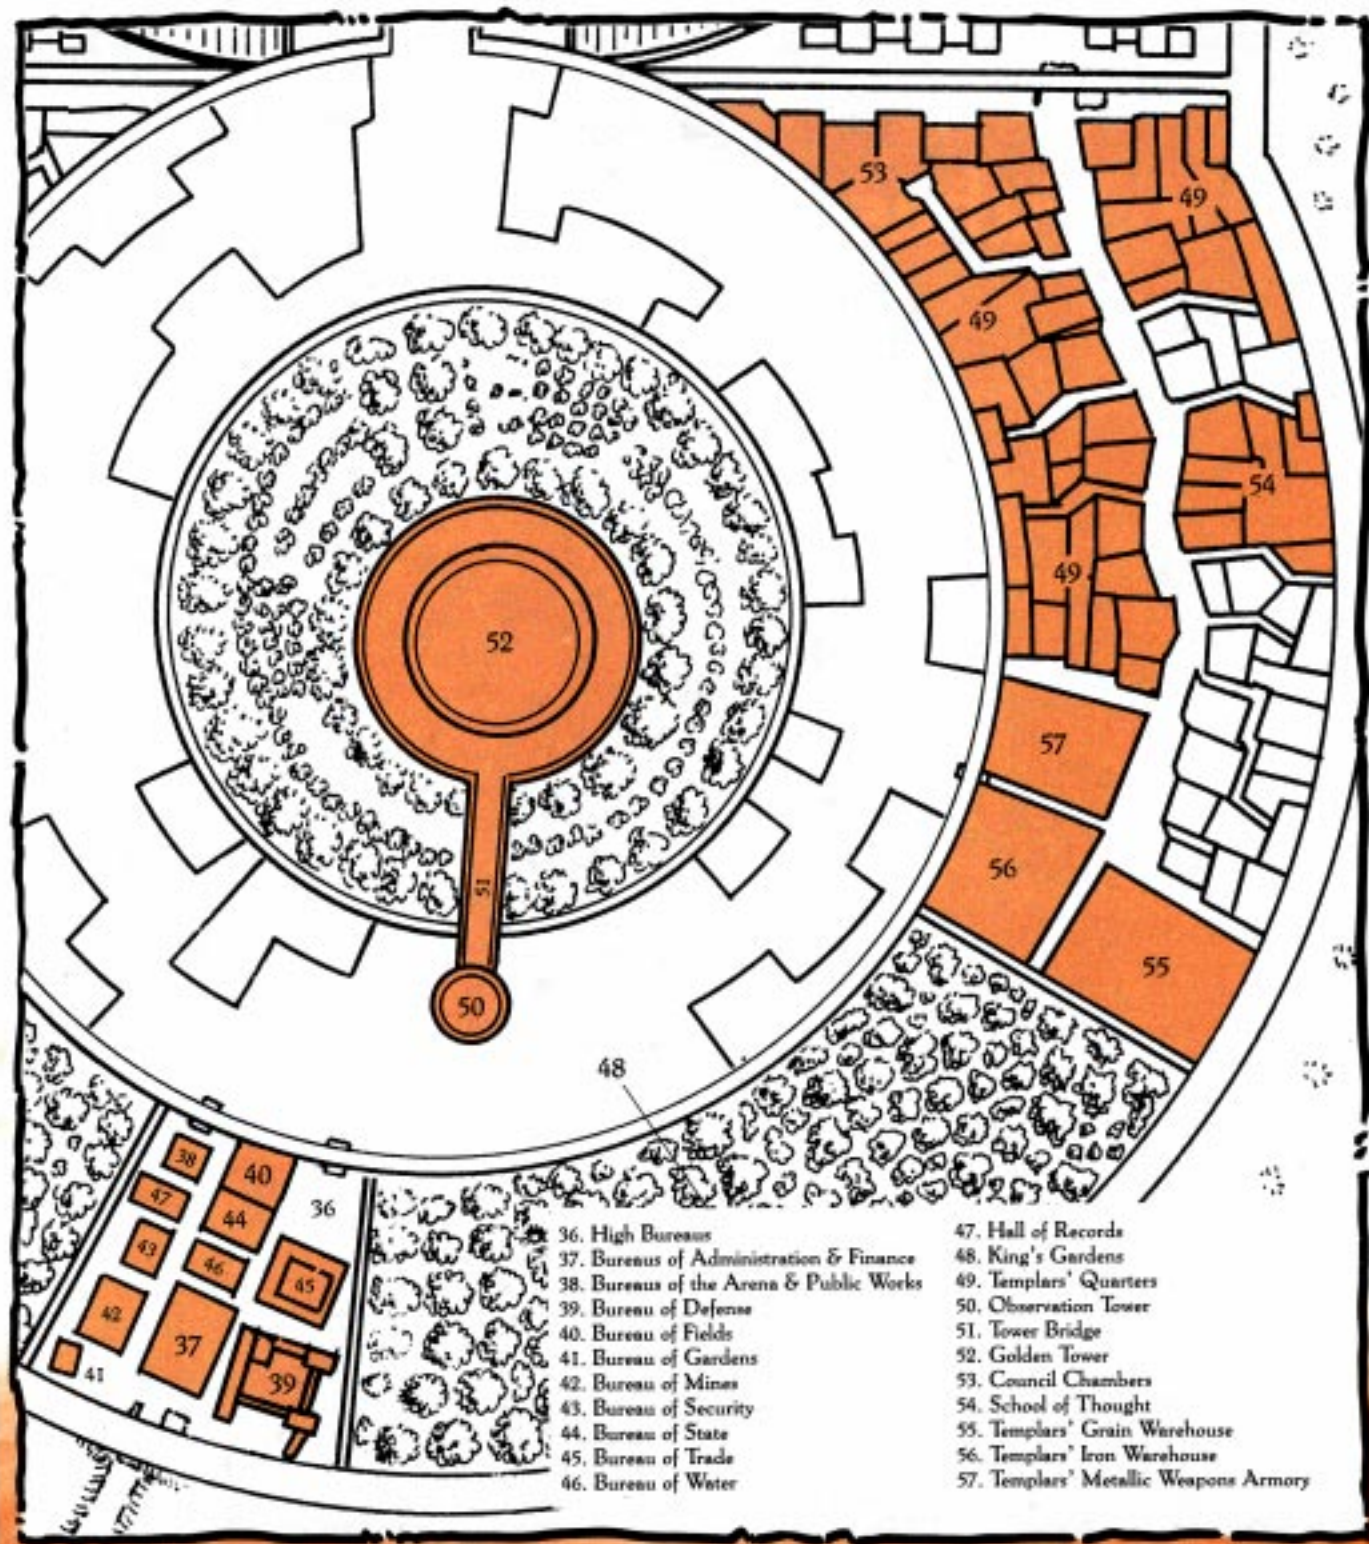 53
49
49
54
49
52
57
56
51
55
50
48
38
40
47
36
44
43
46
45
42
37
41
39
36. High Bureaus
37. Bureaus of Administration & Finance
38. Bureaus of the Arena & Public Works
39. Bureau of Defense
40. Bureau of Fields
41. Bureau of Gardens
42. Bureau of Mines
43. Bureau of Security
44. Bureau of State
45. Bureau of Trade
46. Bureau of Water
47. Hall of Records
48. King's Gardens
49. Templars' Quarters
50. Observation Tower
51. Tower Bridge
52. Golden Tower
53. Council Chambers
54. School of Thought
55. Templars' Grain Warehouse
56. Templars' Iron Warehouse
57. Templars' Metallic Weapons Armory